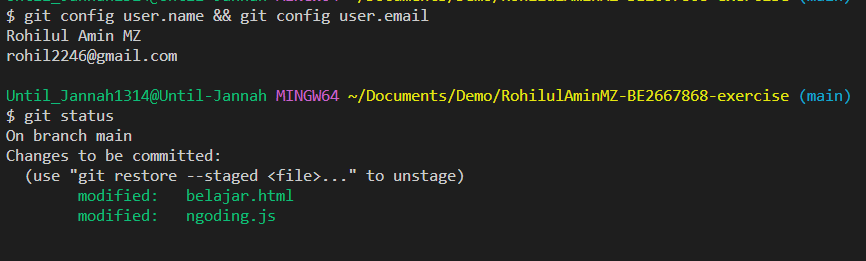 $ git config user.name && git config user.email
Rohilul Amin MZ
rohil2246@gmail.com
Until_Jannah1314@Until-Jannah MINGW64 ~/Documents/Demo/RohilulAminMZ-BE2667868-exercise (main)
$ git status
On branch main
Changes to be committed:
  (use "git restore --staged <file>..." to unstage)
        modified:   belajar.html
        modified:   ngoding.js